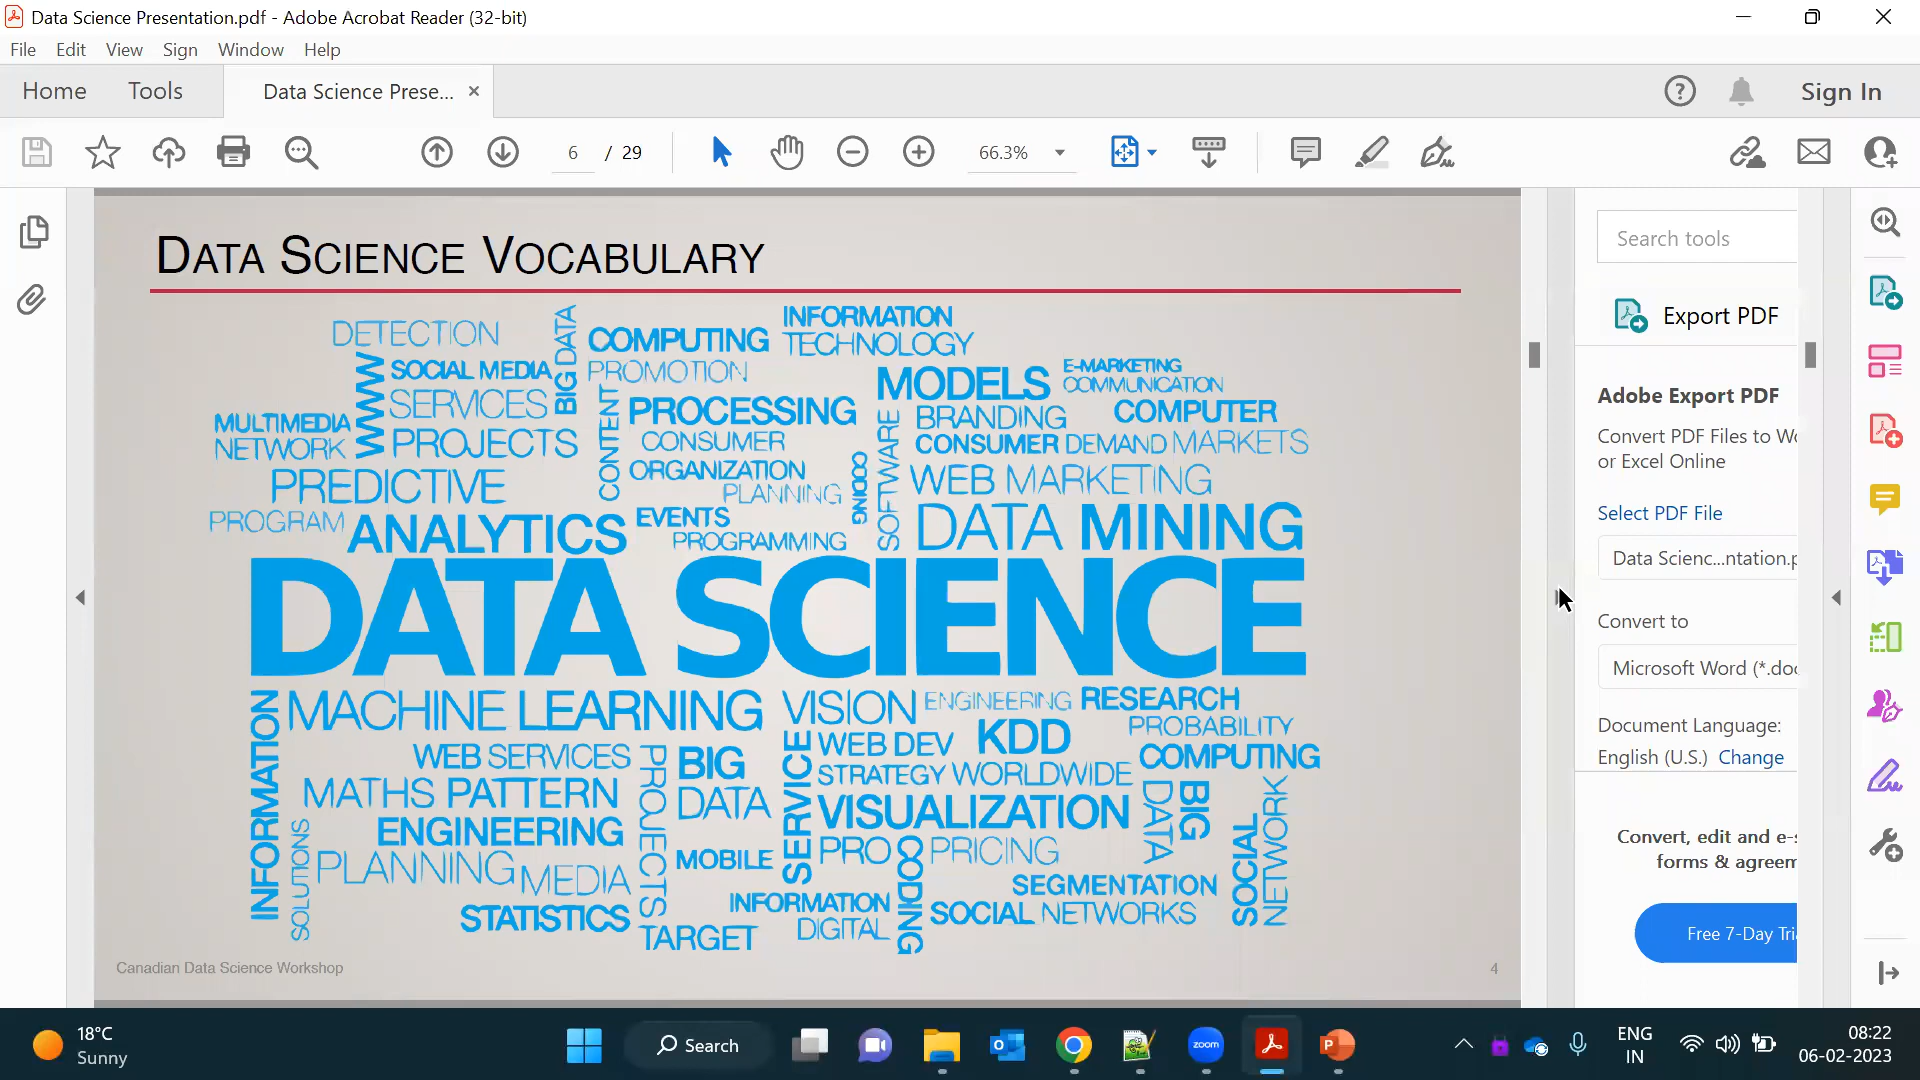 Data Science Presentation.pdf - Adobe Acrobat Reader (32-bit)
File Edit View Sign Window Help
Home Tools Data Science Prese... Sign In
6 / 29 66.3%
DATA SCIENCE VOCABULARY
DETECTION
BIG DATA
COMPUTING
INFORMATION
TECHNOLOGY
WWW
SOCIAL MEDIA
PROMOTION
E-MARKETING
COMMUNICATION
MODELS
SERVICES
CONTENT
PROCESSING
BRANDING
COMPUTER
MULTIMEDIA
NETWORK
PROJECTS
CONSUMER
SOFTWARE
CONSUMER DEMAND MARKETS
ORGANIZATION
CODING
PREDICTIVE
PLANNING
WEB MARKETING
PROGRAM
ANALYTICS
EVENTS
PROGRAMMING
DATA MINING
DATA SCIENCE
INFORMATION
MACHINE LEARNING
VISION
ENGINEERING
RESEARCH
PROBABILITY
WEB SERVICES
PROJECTS
BIG
DATA
SERVICE
WEB DEV
KDD
COMPUTING
STRATEGY WORLDWIDE
MATHS PATTERN
VISUALIZATION
DATA
BIG
ENGINEERING
SOLUTIONS
PLANNING
MEDIA
MOBILE
PRO
CODING
PRICING
SOCIAL
NETWORK
SEGMENTATION
INFORMATION
DIGITAL
SOCIAL NETWORKS
STATISTICS
TARGET
Canadian Data Science Workshop
4
Search tools
Export PDF
Adobe Export PDF
Convert PDF Files to Wo
or Excel Online
Select PDF File
Data Scienc...ntation.p
Convert to
Microsoft Word (*.doc
Document Language:
English (U.S.) Change
Convert, edit and e-s
forms & agreem
Free 7-Day Tria
18°C
Sunny
Search
zoom
ENG
IN
08:22
06-02-2023